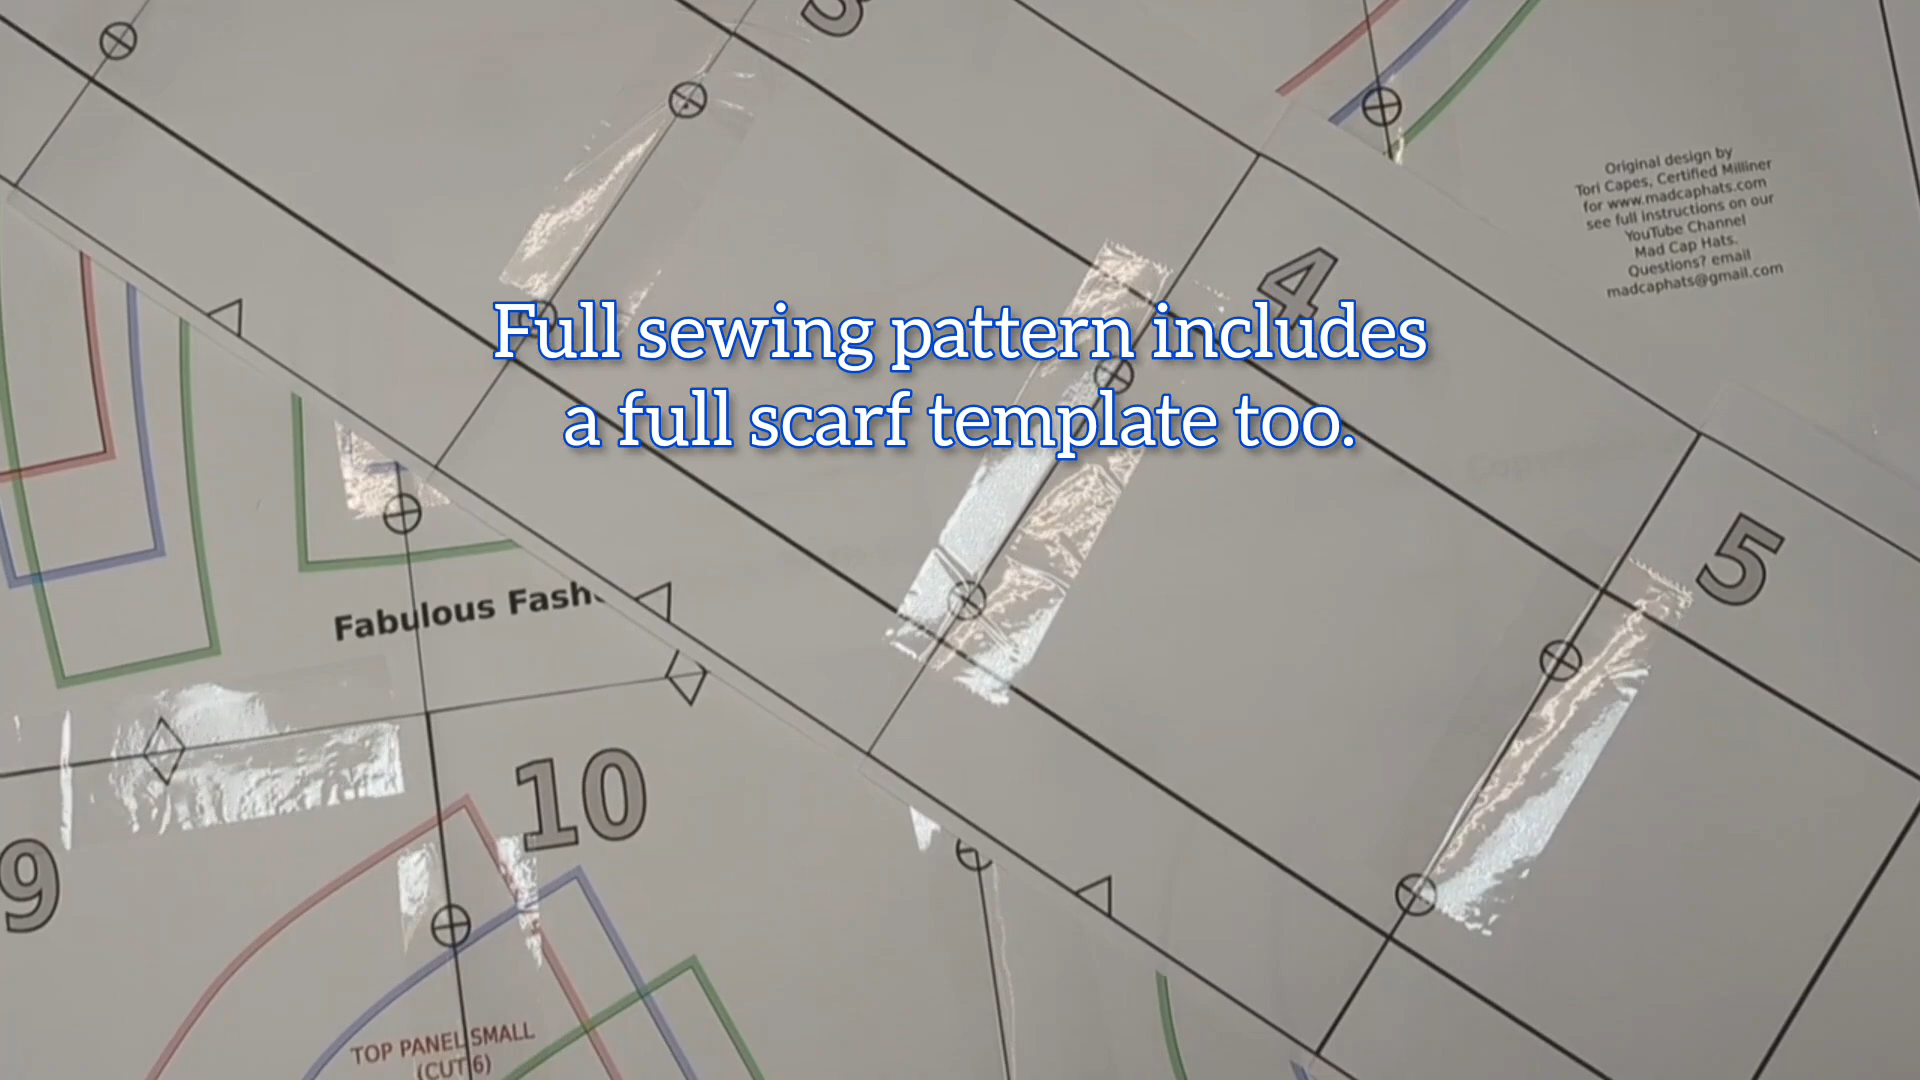 3
Original design by
Tori Capes, Certified Milliner
for www.madcaphats.com
see full instructions on our
YouTube Channel
Mad Cap Hats.
Questions? email
madcaphats@gmail.com
4
Full sewing pattern includes
a full scarf template too.
5
Fabulous Fash
10
9
TOP PANEL SMALL
(CUT 6)